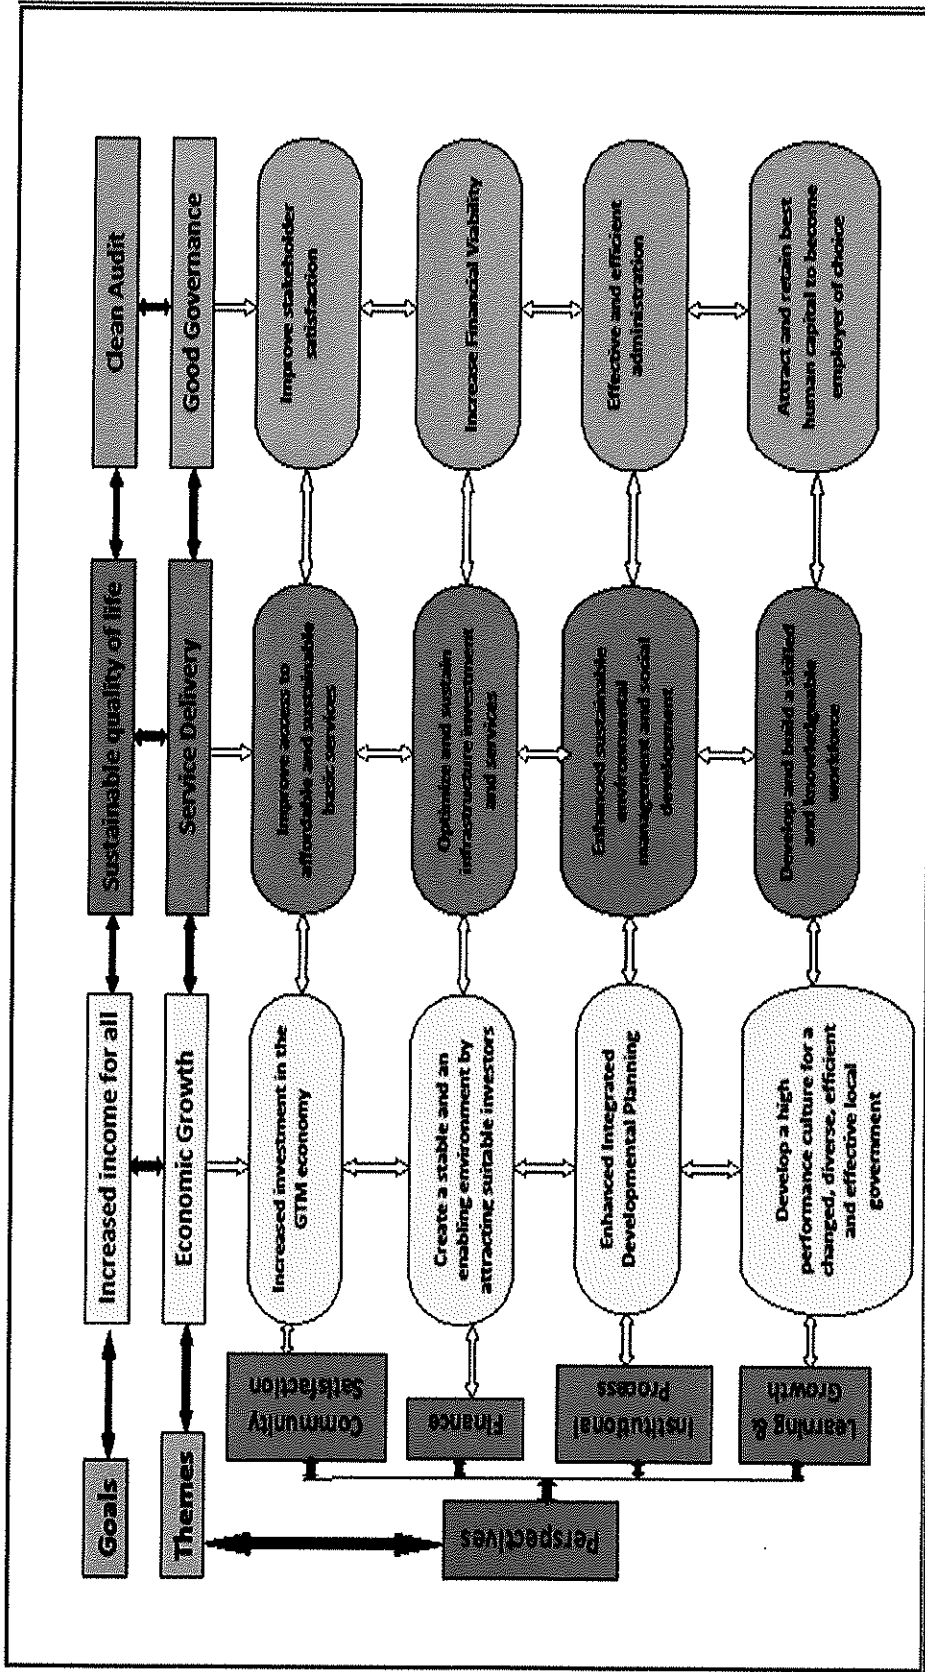 Goals
Increased income for all
Sustainable quality of life
Clean Audit
Themes
Economic Growth
Service Delivery
Good Governance
Perspectives
Community
Satisfaction
Increased investment in the
GTM economy
Improve access to
affordable and sustainable
basic services
Improve stakeholder
satisfaction
Finance
Create a stable and an
enabling environment by
attracting suitable investors
Optimize and sustain
infrastructure investment
and services
Increase Financial Viability
Institutional
Process
Enhanced Integrated
Developmental Planning
Enhanced sustainable
environmental
management and social
development
Effective and efficient
administration
Learning &
Growth
Develop a high
performance culture for a
changed, diverse, efficient
and effective local
government
Develop and build a skilled
and knowledgeable
workforce
Attract and retain best
human capital to become
employer of choice